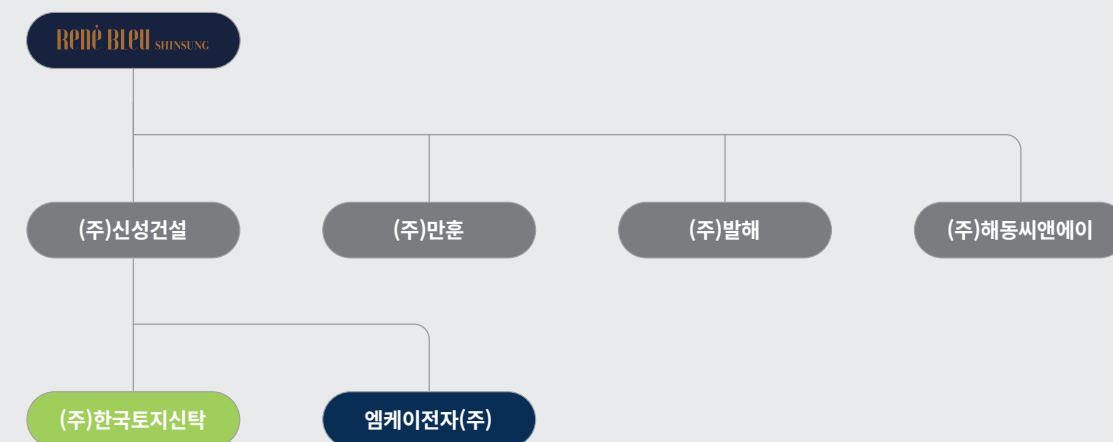 René Bleu SHINSUNG
(주)신성건설
(주)만훈
(주)발해
(주)해동씨앤에이
(주)한국토지신탁
엠케이전자(주)